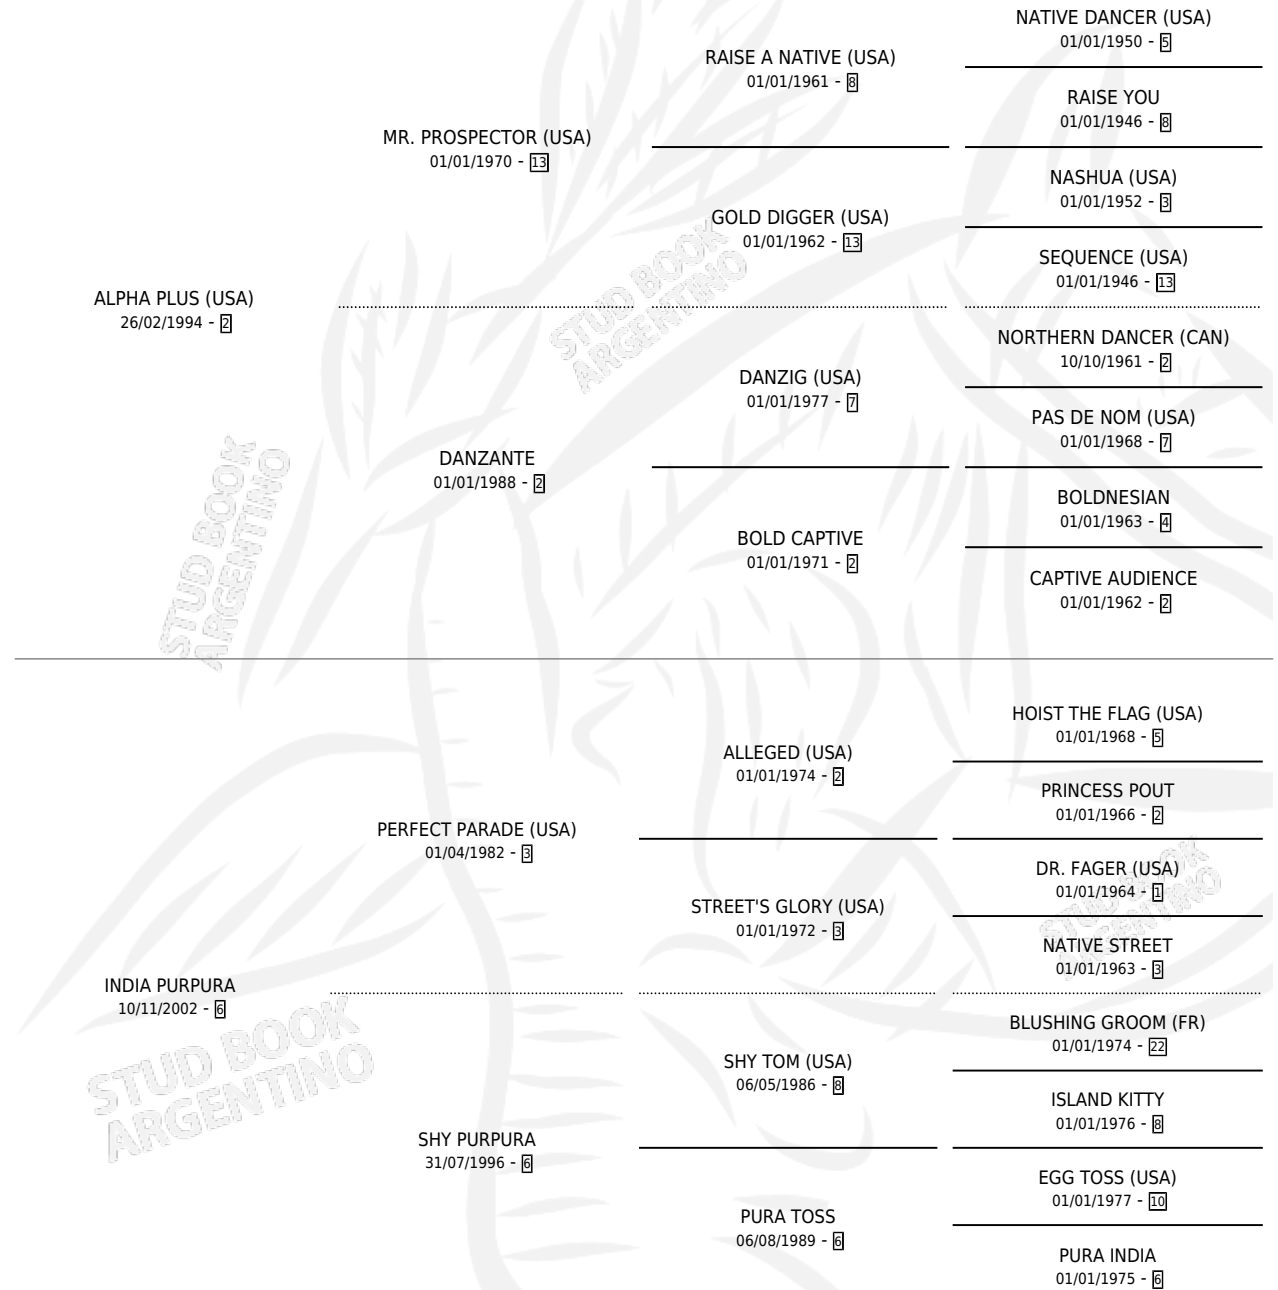 NATIVE DANCER (USA)
01/01/1950 - 5
RAISE A NATIVE (USA)
01/01/1961 - 8
RAISE YOU
01/01/1946 - 8
MR. PROSPECTOR (USA)
01/01/1970 - 13
NASHUA (USA)
01/01/1952 - 3
GOLD DIGGER (USA)
01/01/1962 - 13
SEQUENCE (USA)
01/01/1946 - 13
STUD BOOK
ARGENTINO
ALPHA PLUS (USA)
26/02/1994 - 2
NORTHERN DANCER (CAN)
10/10/1961 - 2
DANZIG (USA)
01/01/1977 - 7
PAS DE NOM (USA)
01/01/1968 - 7
DANZANTE
01/01/1988 - 2
BOLDNESIAN
01/01/1963 - 4
BOLD CAPTIVE
01/01/1971 - 2
CAPTIVE AUDIENCE
01/01/1962 - 2
STUD BOOK
ARGENTINO
HOIST THE FLAG (USA)
01/01/1968 - 5
ALLEGED (USA)
01/01/1974 - 2
PRINCESS POUT
01/01/1966 - 2
PERFECT PARADE (USA)
01/04/1982 - 3
DR. FAGER (USA)
01/01/1964 - 1
STREET'S GLORY (USA)
01/01/1972 - 3
NATIVE STREET
01/01/1963 - 3
STUD BOOK
ARGENTINO
INDIA PURPURA
10/11/2002 - 6
BLUSHING GROOM (FR)
01/01/1974 - 22
SHY TOM (USA)
06/05/1986 - 8
ISLAND KITTY
01/01/1976 - 8
STUD BOOK
ARGENTINO
SHY PURPURA
31/07/1996 - 6
EGG TOSS (USA)
01/01/1977 - 10
PURA TOSS
06/08/1989 - 6
PURA INDIA
01/01/1975 - 6